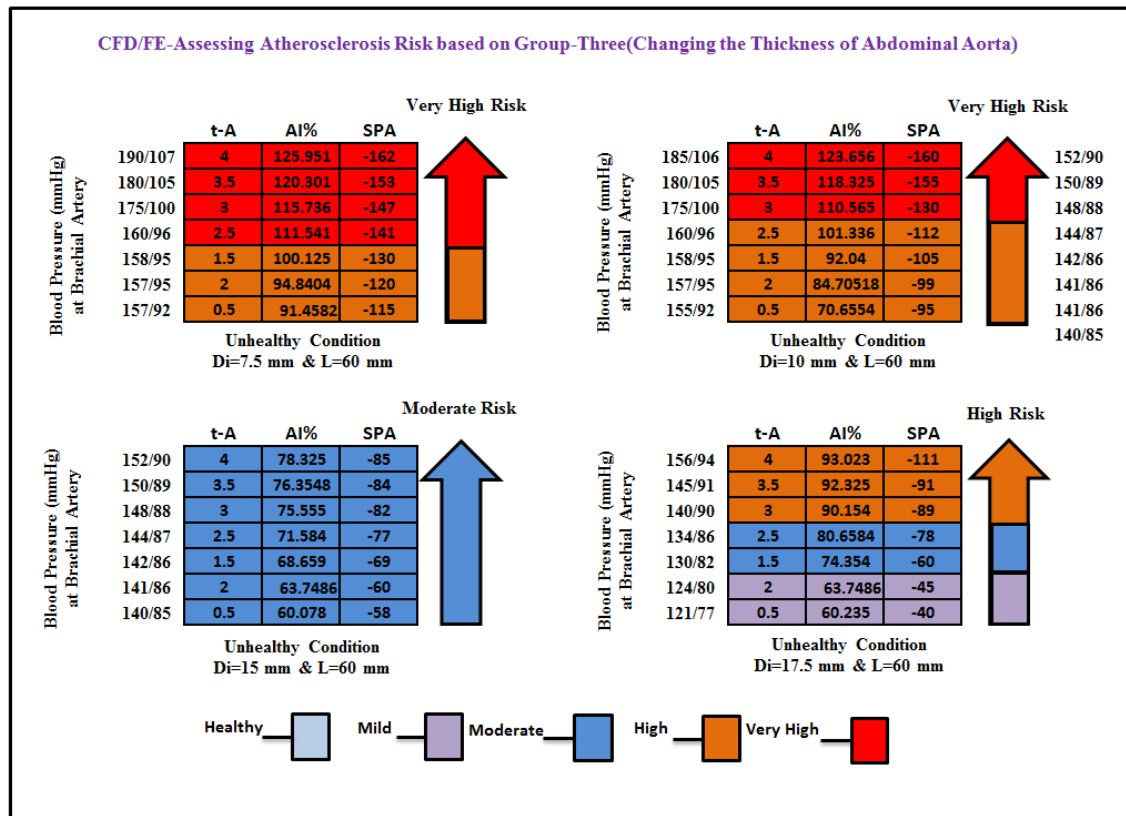 CFD/FE-Assessing Atherosclerosis Risk based on Group-Three(Changing the Thickness of Abdominal Aorta)
Very High Risk
Blood Pressure (mmHg)
at Brachial Artery
t-A AI% SPA
190/107 4 125.951 -162
180/105 3.5 120.301 -153
175/100 3 115.736 -147
160/96 2.5 111.541 -141
158/95 1.5 100.125 -130
157/95 2 94.8404 -120
157/92 0.5 91.4582 -115
Unhealthy Condition
Di=7.5 mm & L=60 mm
Very High Risk
Blood Pressure (mmHg)
at Brachial Artery
t-A AI% SPA
185/106 4 123.656 -160
180/105 3.5 118.325 -155
175/100 3 110.565 -130
160/96 2.5 101.336 -112
158/95 1.5 92.04 -105
157/95 2 84.70518 -99
155/92 0.5 70.6554 -95
Unhealthy Condition
Di=10 mm & L=60 mm
152/90
150/89
148/88
144/87
142/86
141/86
141/86
140/85
Moderate Risk
Blood Pressure (mmHg)
at Brachial Artery
t-A AI% SPA
152/90 4 78.325 -85
150/89 3.5 76.3548 -84
148/88 3 75.555 -82
144/87 2.5 71.584 -77
142/86 1.5 68.659 -69
141/86 2 63.7486 -60
140/85 0.5 60.078 -58
Unhealthy Condition
Di=15 mm & L=60 mm
High Risk
Blood Pressure (mmHg)
at Brachial Artery
t-A AI% SPA
156/94 4 93.023 -111
145/91 3.5 92.325 -91
140/90 3 90.154 -89
134/86 2.5 80.6584 -78
130/82 1.5 74.354 -60
124/80 2 63.7486 -45
121/77 0.5 60.235 -40
Unhealthy Condition
Di=17.5 mm & L=60 mm
Healthy Mild Moderate High Very High